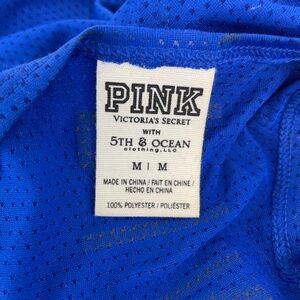 PINK
VICTORIA'S SECRET
WITH
5TH & OCEAN
clothing, LLC
M | M
MADE IN CHINA / FAIT EN CHINE /
HECHO EN CHINA
100% POLYESTER / POLIÉSTER